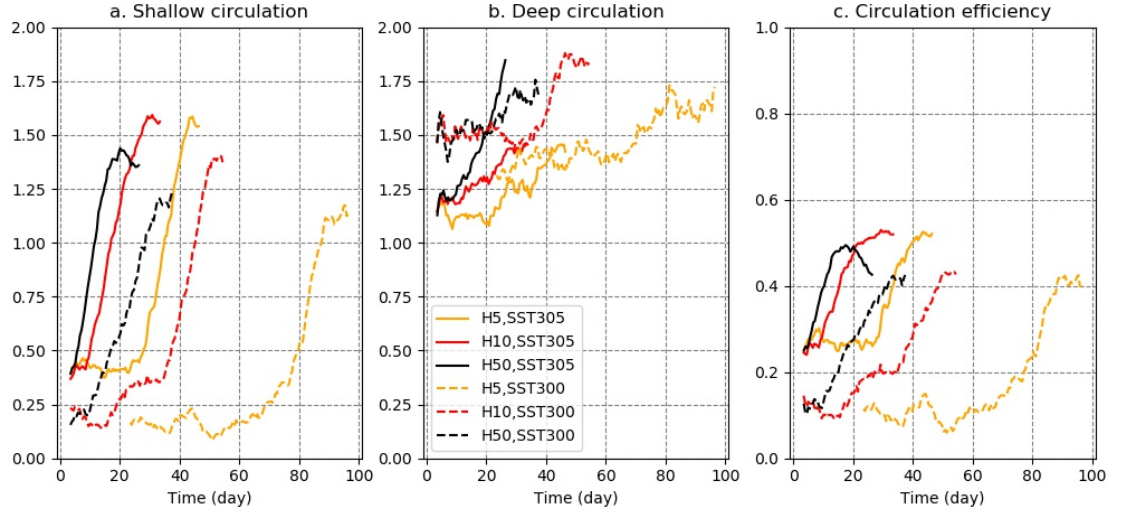 a. Shallow circulation
2.00
1.75
1.50
1.25
1.00
0.75
0.50
0.25
0.00
0 20 40 60 80 100
Time (day)
b. Deep circulation
2.00
1.75
1.50
1.25
1.00
0.75
0.50
0.25
0.00
H5,SST305
H10,SST305
H50,SST305
H5,SST300
H10,SST300
H50,SST300
0 20 40 60 80 100
Time (day)
c. Circulation efficiency
1.0
0.8
0.6
0.4
0.2
0.0
0 20 40 60 80 100
Time (day)